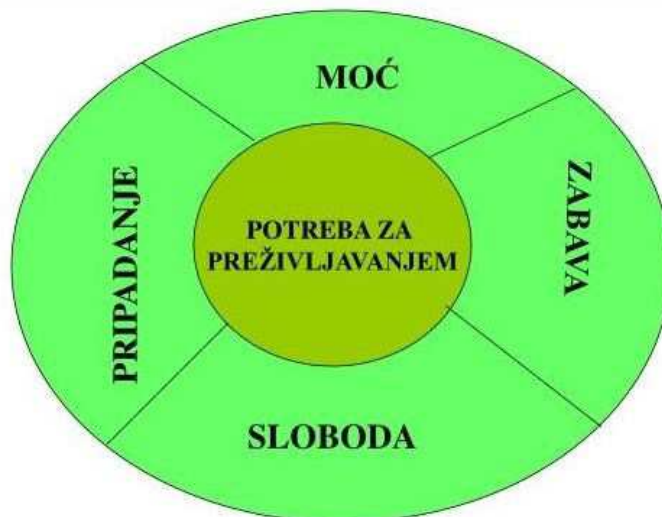 MOĆ
PRIPADANJE
POTREBA ZA
PREŽIVLJAVANJEM
ZABAVA
SLOBODA